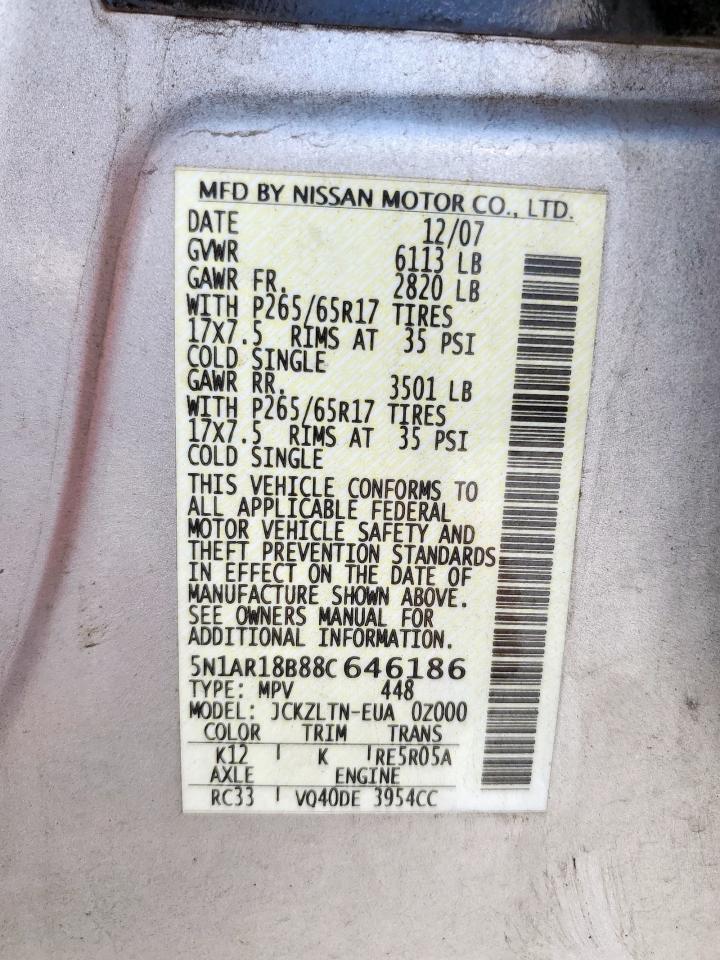 MFD BY NISSAN MOTOR CO., LTD.
DATE 12/07
GVWR 6113 LB
GAWR FR. 2820 LB
WITH P265/65R17 TIRES
17X7.5 RIMS AT 35 PSI
COLD SINGLE
GAWR RR. 3501 LB
WITH P265/65R17 TIRES
17X7.5 RIMS AT 35 PSI
COLD SINGLE
THIS VEHICLE CONFORMS TO
ALL APPLICABLE FEDERAL
MOTOR VEHICLE SAFETY AND
THEFT PREVENTION STANDARDS
IN EFFECT ON THE DATE OF
MANUFACTURE SHOWN ABOVE.
SEE OWNERS MANUAL FOR
ADDITIONAL INFORMATION.
5N1AR18B88C646186
TYPE: MPV 448
MODEL: JCKZLTN-EUA 0Z000
COLOR TRIM TRANS
K12 K RE5R05A
AXLE ENGINE
RC33 VQ40DE 3954CC